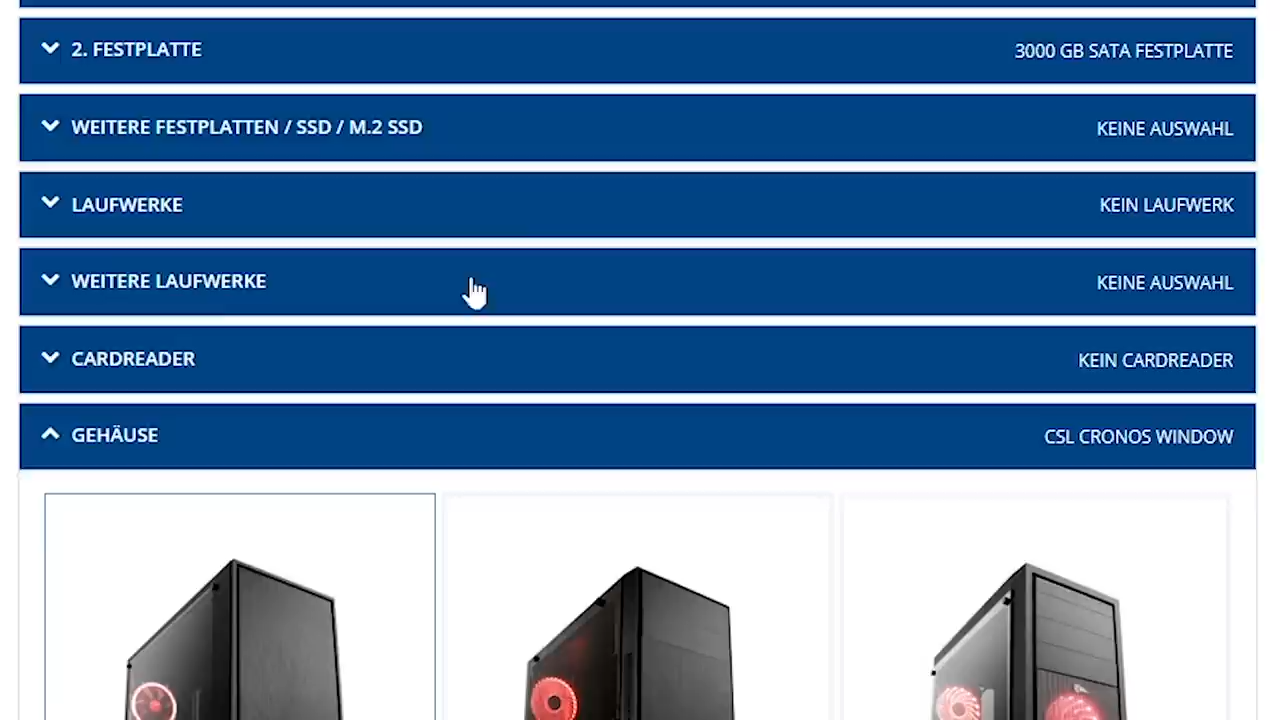 2. FESTPLATTE 3000 GB SATA FESTPLATTE
WEITERE FESTPLATTEN / SSD / M.2 SSD KEINE AUSWAHL
LAUFWERKE KEIN LAUFWERK
WEITERE LAUFWERKE KEINE AUSWAHL
CARDREADER KEIN CARDREADER
GEHÄUSE CSL CRONOS WINDOW